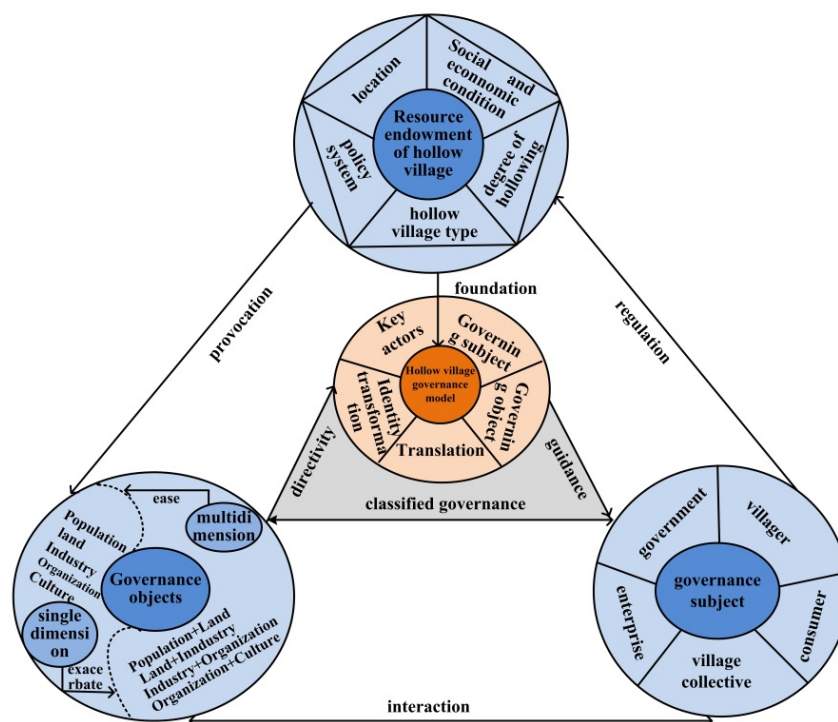 location
Social and
econnomic
condition
Resource
endowment
of hollow
village
policy
system
degree of
hollowing
hollow
village type
foundation
provocation
regulation
Key
actors
Governin
g subject
Hollow village
governance
model
Identity
transforma
tion
Governin
g object
Translation
directivity
guidance
classified governance
ease
multidi
mension
Population
land
Industry
Organization
Culture
Governance
objects
single
dimensi
on
exace
rbate
Population+Land
Land+Inndustry
Industry+Organization
Organization+Culture
government
villager
governance
subject
enterprise
consumer
village
collective
interaction